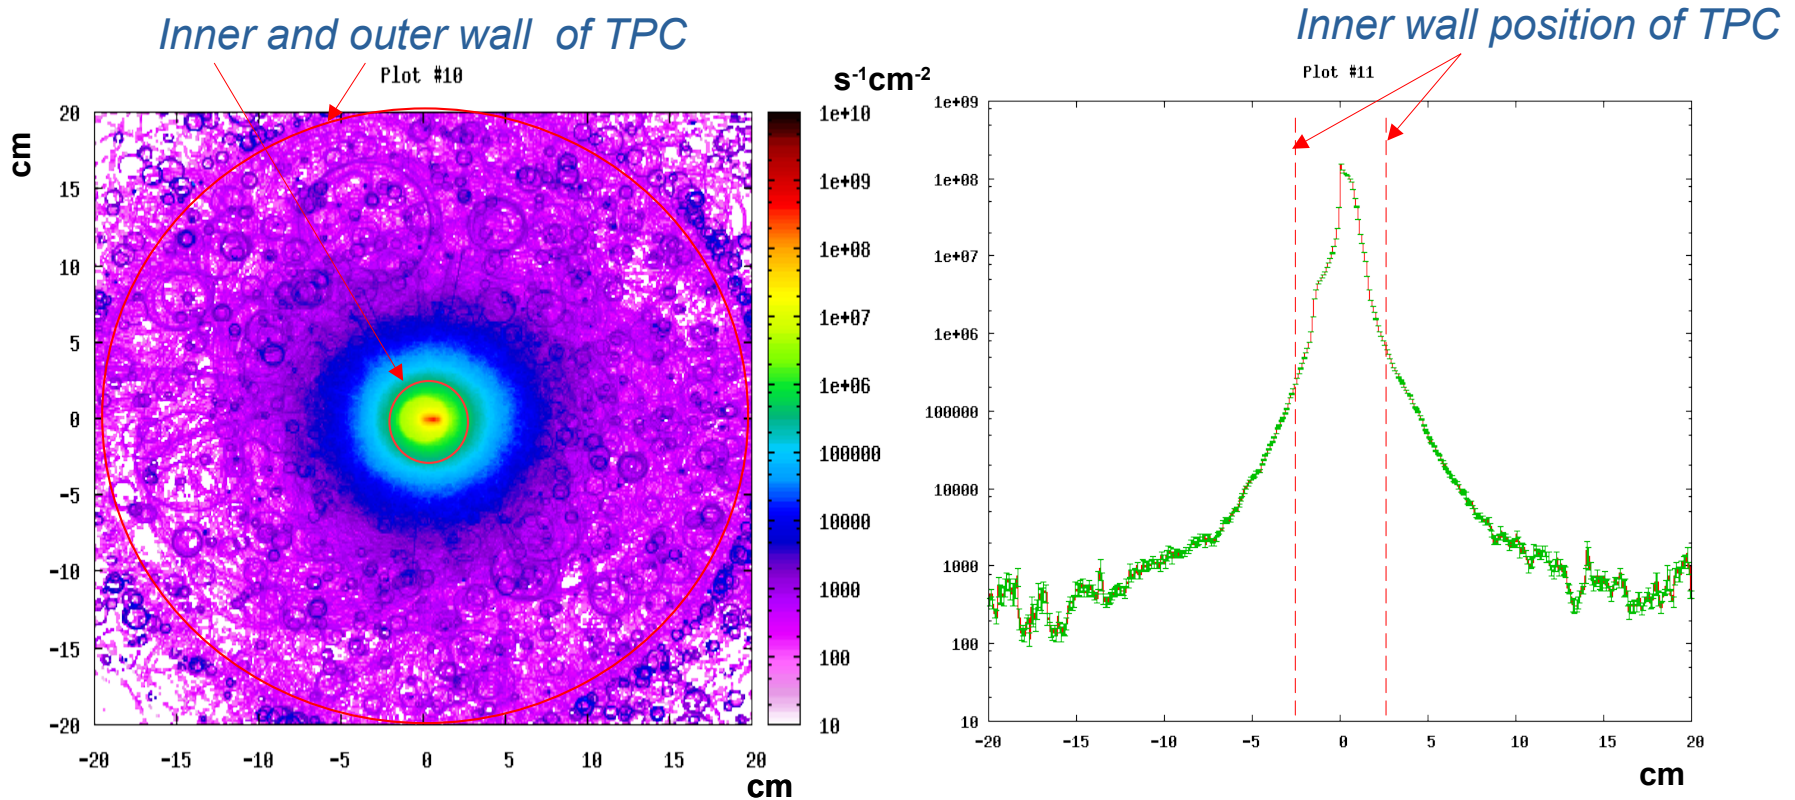 Inner and outer wall of TPC
Plot #10
s-1cm-2
cm
20
15
10
5
0
-5
-10
-15
-20
-20 -15 -10 -5 0 5 10 15 20
cm
1e+10
1e+09
1e+08
1e+07
1e+06
100000
10000
1000
100
10
Inner wall position of TPC
Plot #11
1e+09
1e+08
1e+07
1e+06
100000
10000
1000
100
10
-20 -15 -10 -5 0 5 10 15 20
cm